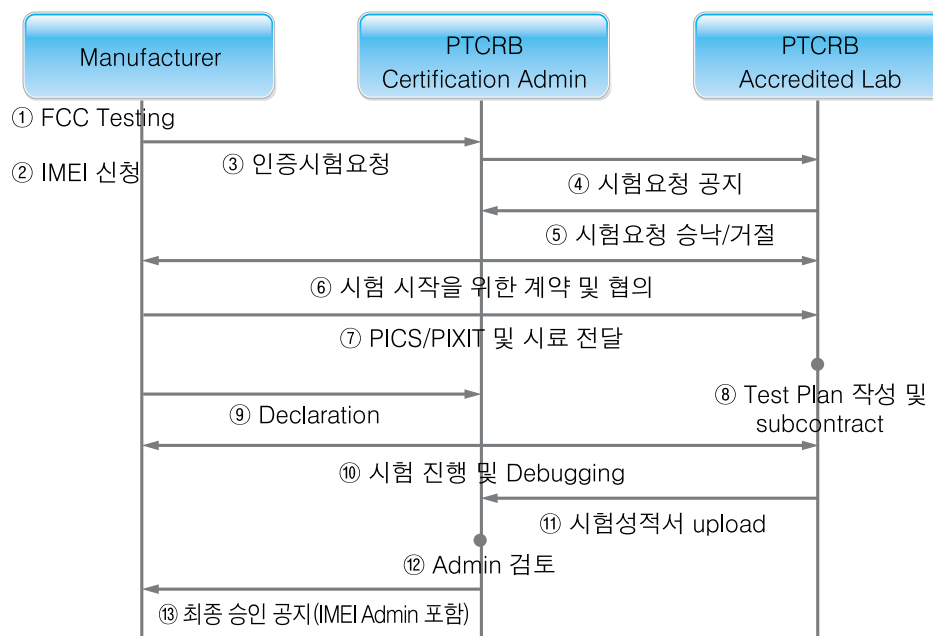 Manufacturer
PTCRB
Certification Admin
PTCRB
Accredited Lab
① FCC Testing
② IMEI 신청
③ 인증시험요청
④ 시험요청 공지
⑤ 시험요청 승낙/거절
⑥ 시험 시작을 위한 계약 및 협의
⑦ PICS/PIXIT 및 시료 전달
⑧ Test Plan 작성 및
subcontract
⑨ Declaration
⑩ 시험 진행 및 Debugging
⑪ 시험성적서 upload
⑫ Admin 검토
⑬ 최종 승인 공지(IMEI Admin 포함)